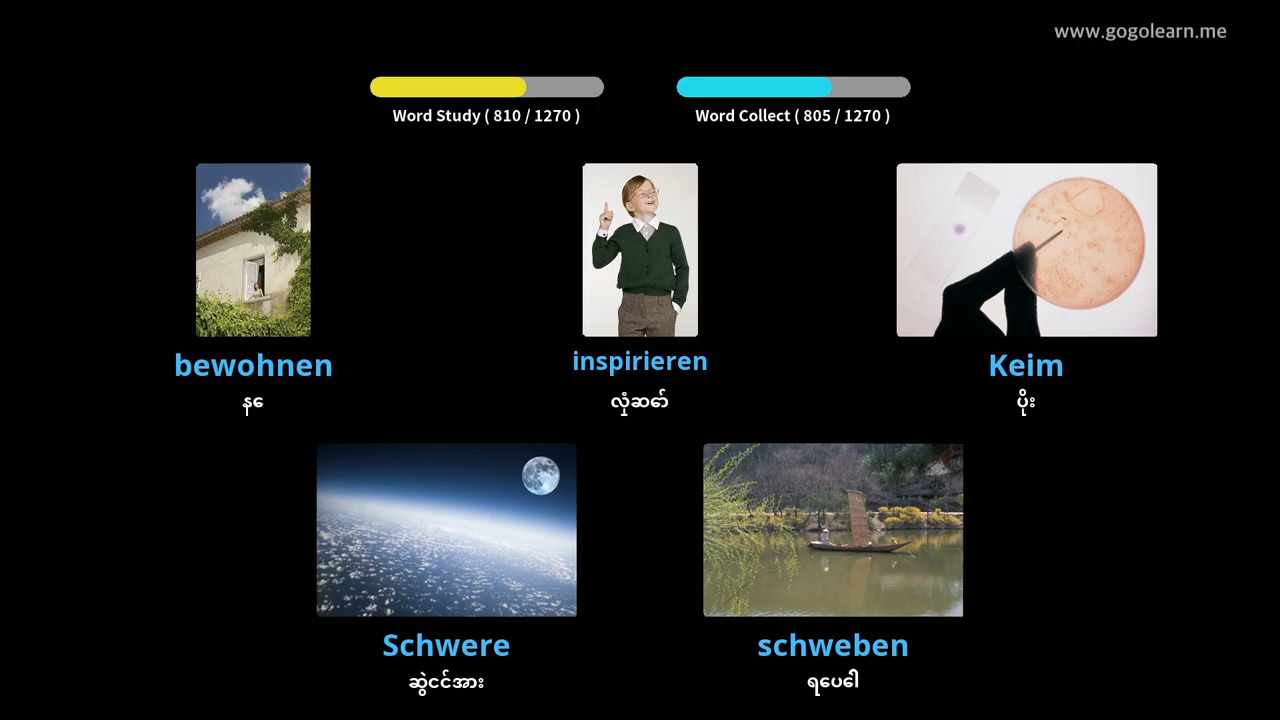 www.gogolearn.me
Word Study ( 810 / 1270 )
Word Collect ( 805 / 1270 )
bewohnen
inspirieren
Keim
နေ
လှုံ့ဆော်
ပိုး
Schwere
schweben
ဆွဲငင်အား
ရေပေါ်